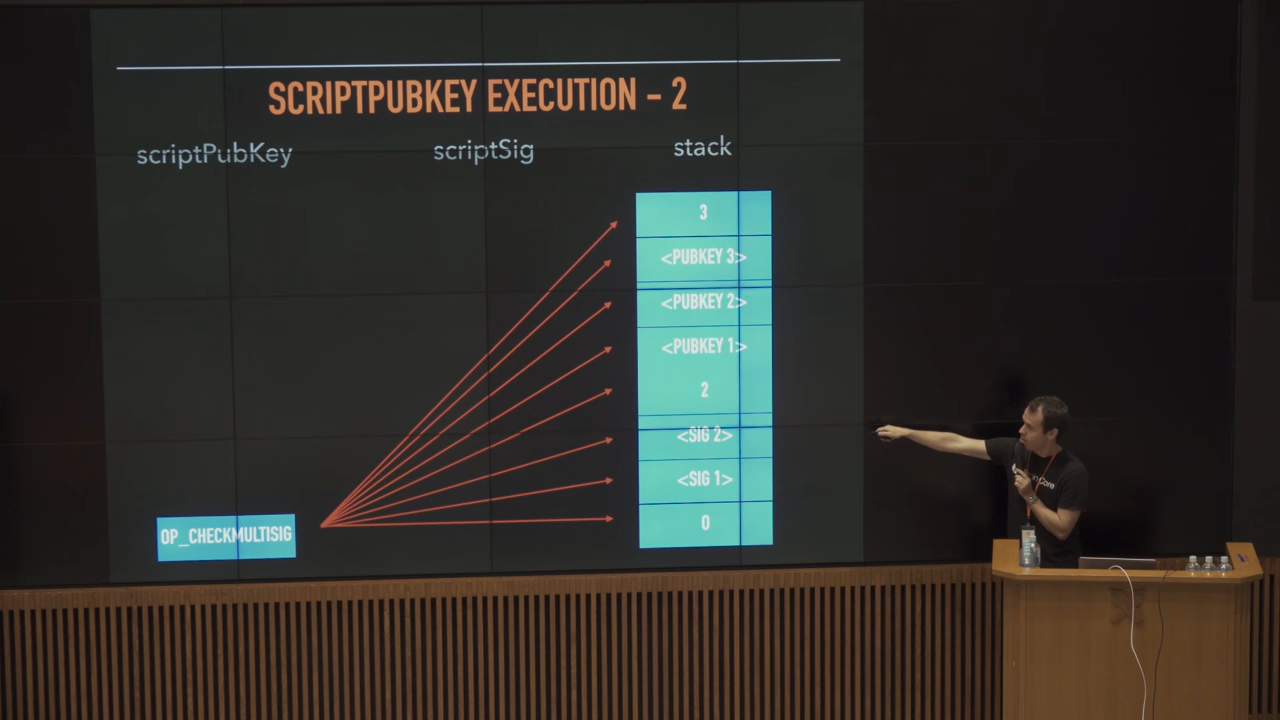 SCRIPTPUBKEY EXECUTION – 2
scriptPubKey scriptSig stack
3
<PUBKEY 3>
<PUBKEY 2>
<PUBKEY 1>
2
<SIG 2>
<SIG 1>
0
OP_CHECKMULTISIG
Core